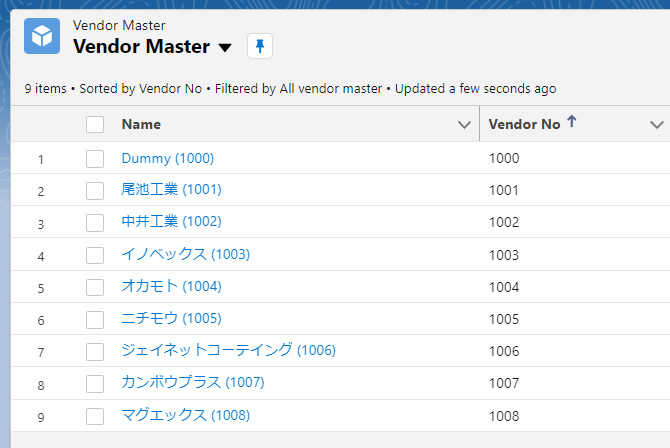 Vendor Master
Vendor Master
9 items • Sorted by Vendor No • Filtered by All vendor master • Updated a few seconds ago
Name Vendor No
1 Dummy (1000) 1000
2 尾池工業 (1001) 1001
3 中井工業 (1002) 1002
4 イノベックス (1003) 1003
5 オカモト (1004) 1004
6 ニチモウ (1005) 1005
7 ジェイネットコーテイング (1006) 1006
8 カンボウプラス (1007) 1007
9 マグエックス (1008) 1008